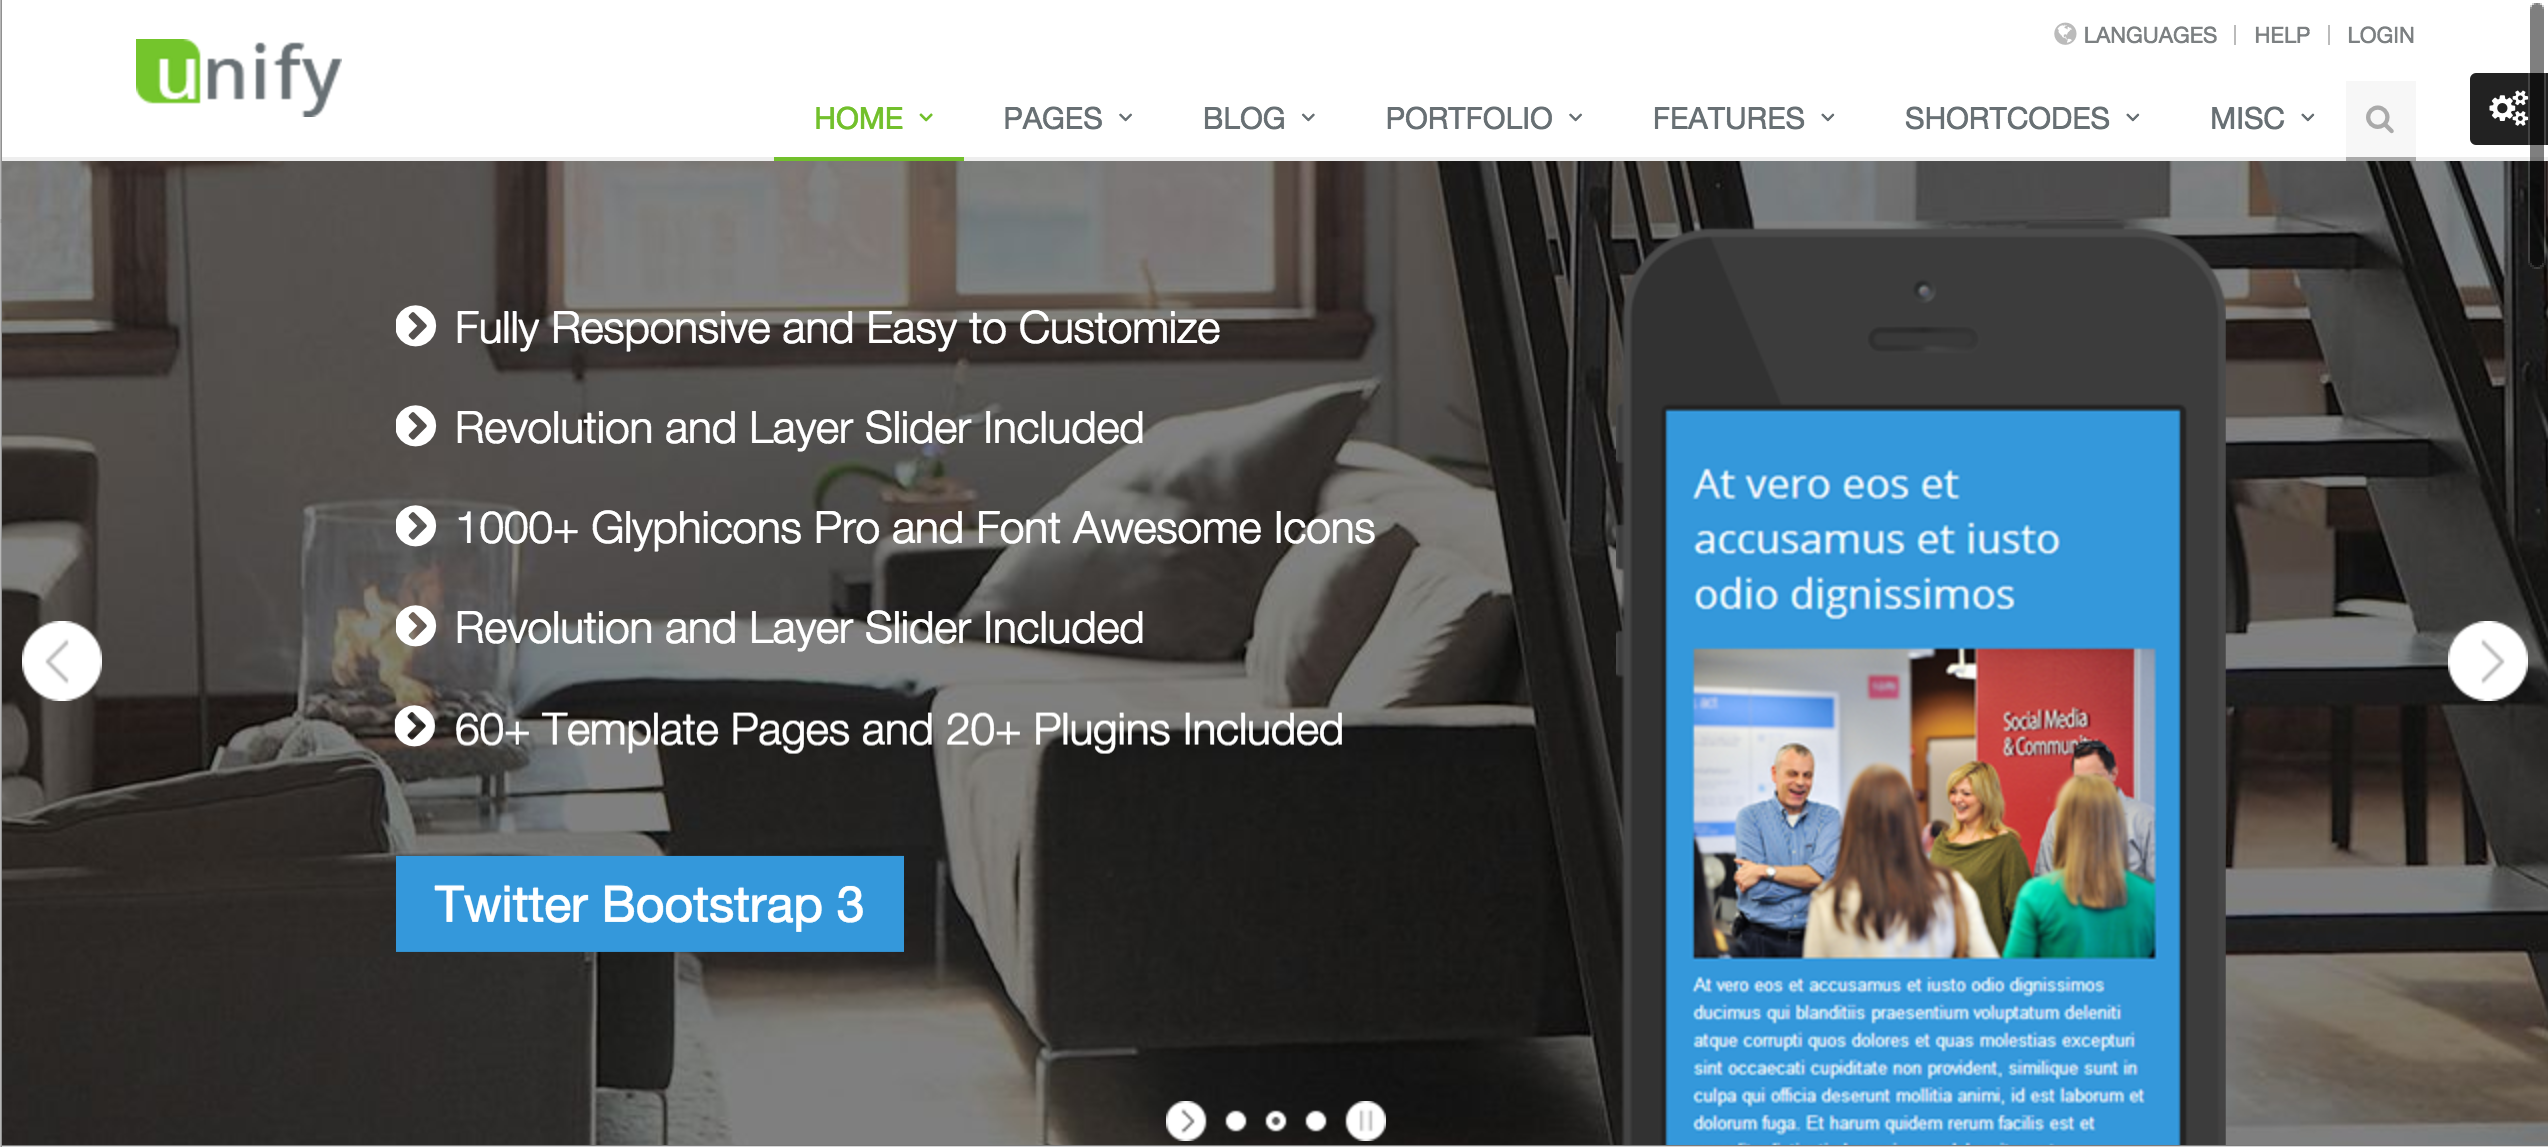 unify
LANGUAGES | HELP | LOGIN
HOME PAGES BLOG PORTFOLIO FEATURES SHORTCODES MISC
Fully Responsive and Easy to Customize
Revolution and Layer Slider Included
1000+ Glyphicons Pro and Font Awesome Icons
Revolution and Layer Slider Included
60+ Template Pages and 20+ Plugins Included
Twitter Bootstrap 3
At vero eos et
accusamus et iusto
odio dignissimos
Social Media
& Community
At vero eos et accusamus et iusto odio dignissimos
ducimus qui blanditiis praesentium voluptatum deleniti
atque corrupti quos dolores et quas molestias excepturi
sint occaecati cupiditate non provident, similique sunt in
culpa qui officia deserunt mollitia animi, id est laborum et
dolorum fuga. Et harum quidem rerum facilis est et